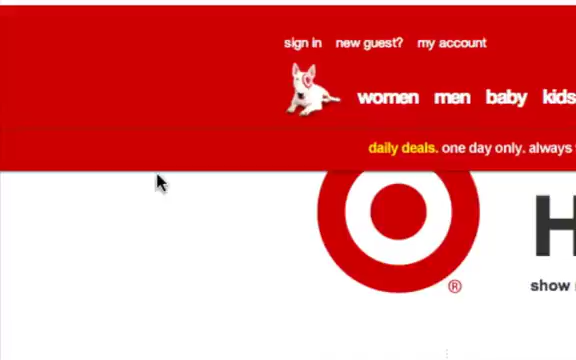 sign in new guest? my account
women men baby kids
daily deals. one day only. always
®
H
show